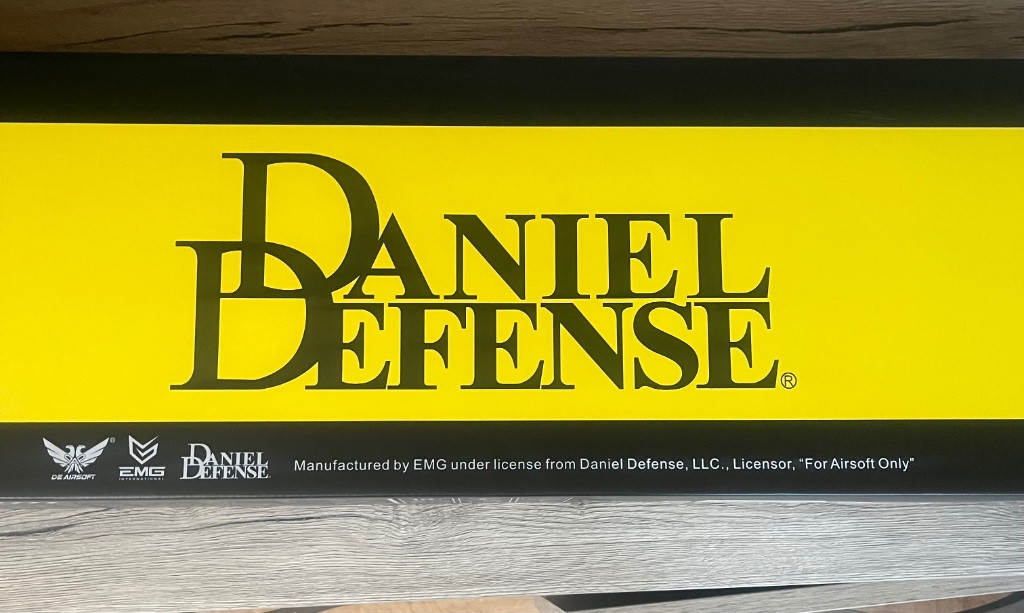 DANIEL
DEFENSE®
DE AIRSOFT®
EMG
INTERNATIONAL
DANIEL
DEFENSE
Manufactured by EMG under license from Daniel Defense, LLC., Licensor, “For Airsoft Only”